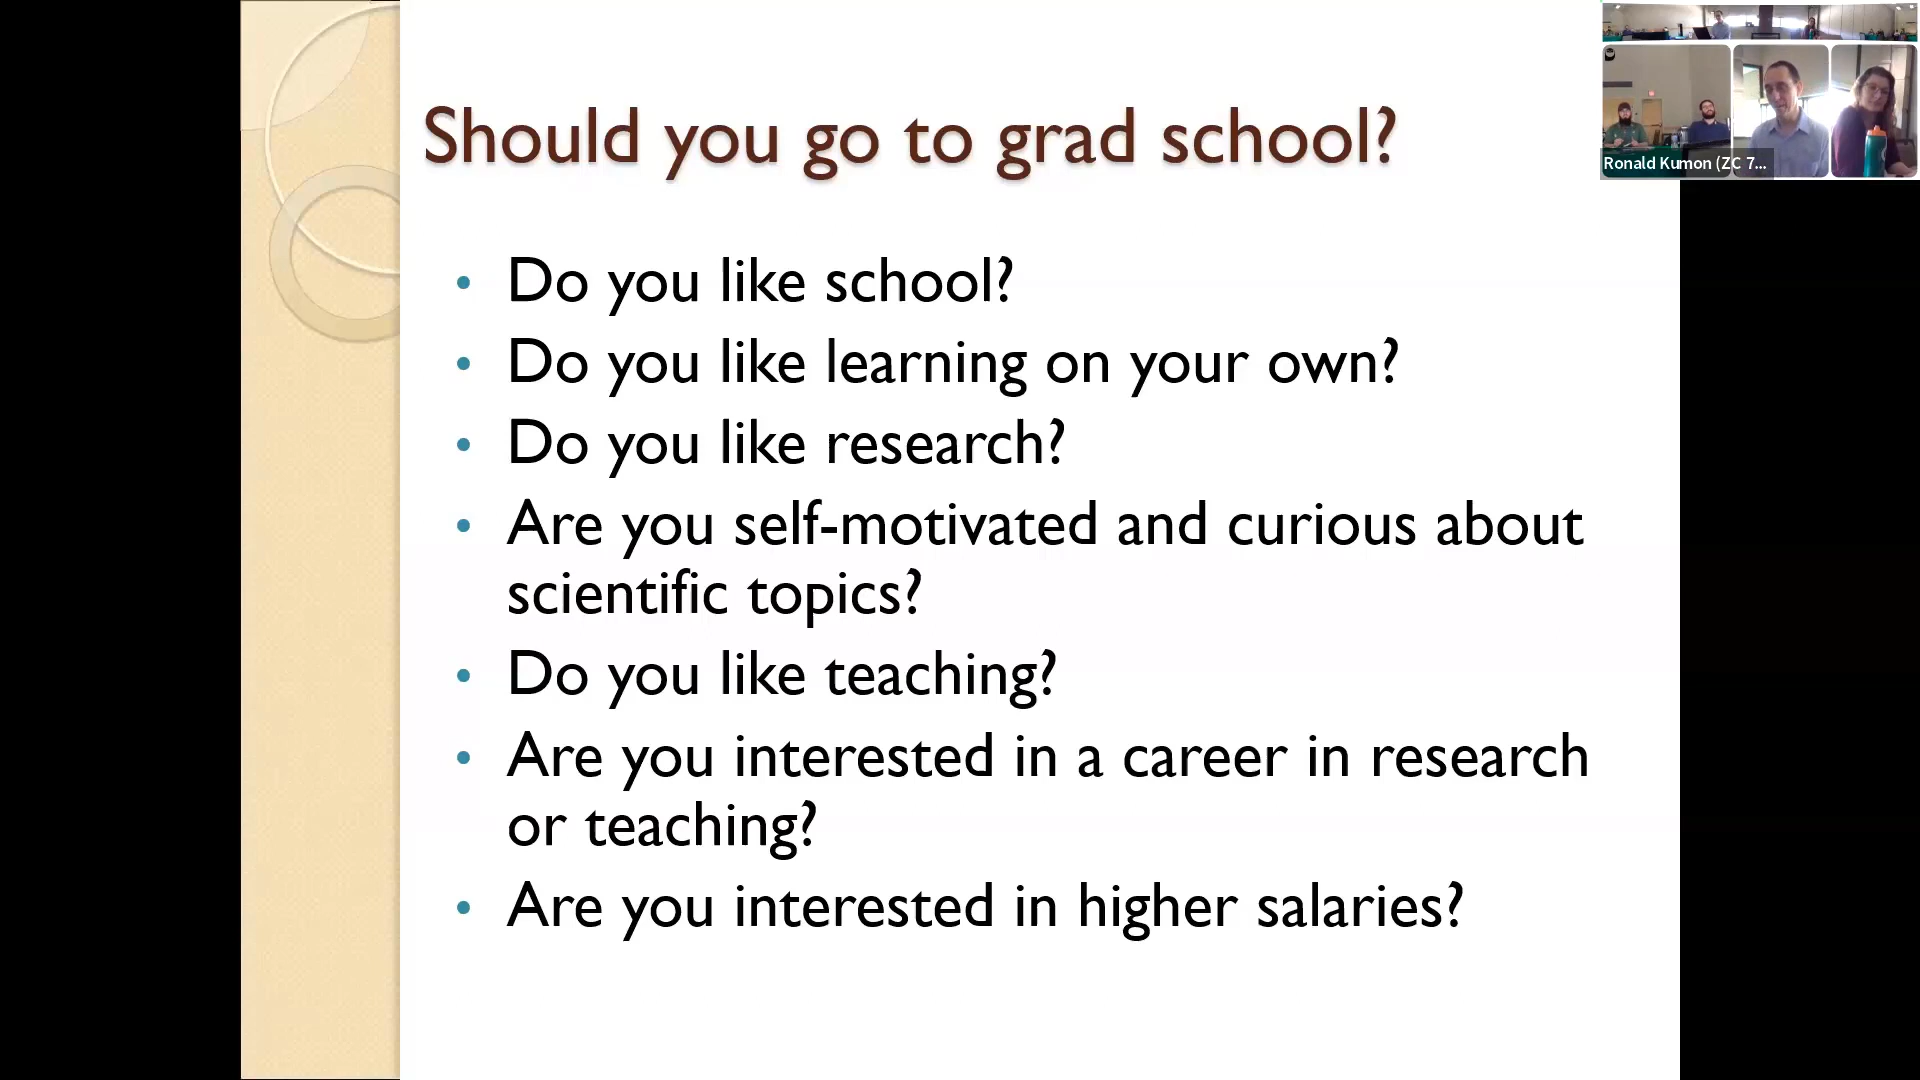 Should you go to grad school?
• Do you like school?
• Do you like learning on your own?
• Do you like research?
• Are you self-motivated and curious about
scientific topics?
• Do you like teaching?
• Are you interested in a career in research
or teaching?
• Are you interested in higher salaries?
Ronald Kumon (ZC 7...